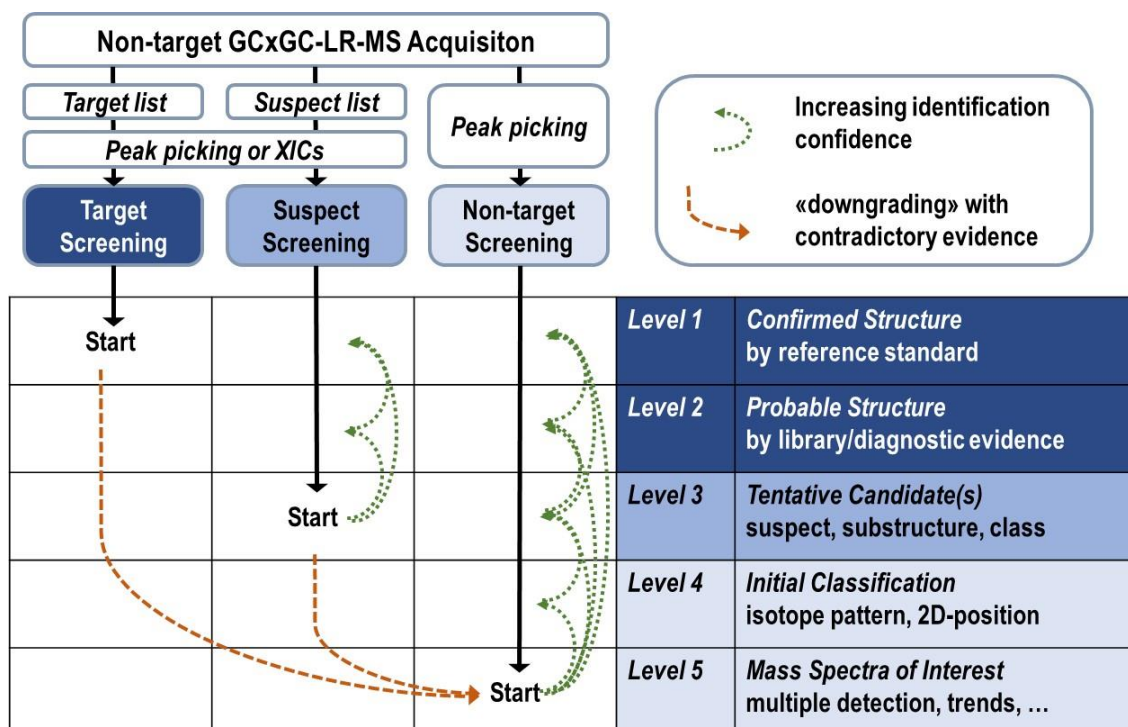 Non-target GCxGC-LR-MS Acquisiton
Target list
Suspect list
Peak picking
Peak picking or XICs
Target
Screening
Suspect
Screening
Non-target
Screening
Increasing identification
confidence
«downgrading» with
contradictory evidence
Start
Level 1
Confirmed Structure
by reference standard
Level 2
Probable Structure
by library/diagnostic evidence
Start
Level 3
Tentative Candidate(s)
suspect, substructure, class
Level 4
Initial Classification
isotope pattern, 2D-position
Start
Level 5
Mass Spectra of Interest
multiple detection, trends, ...